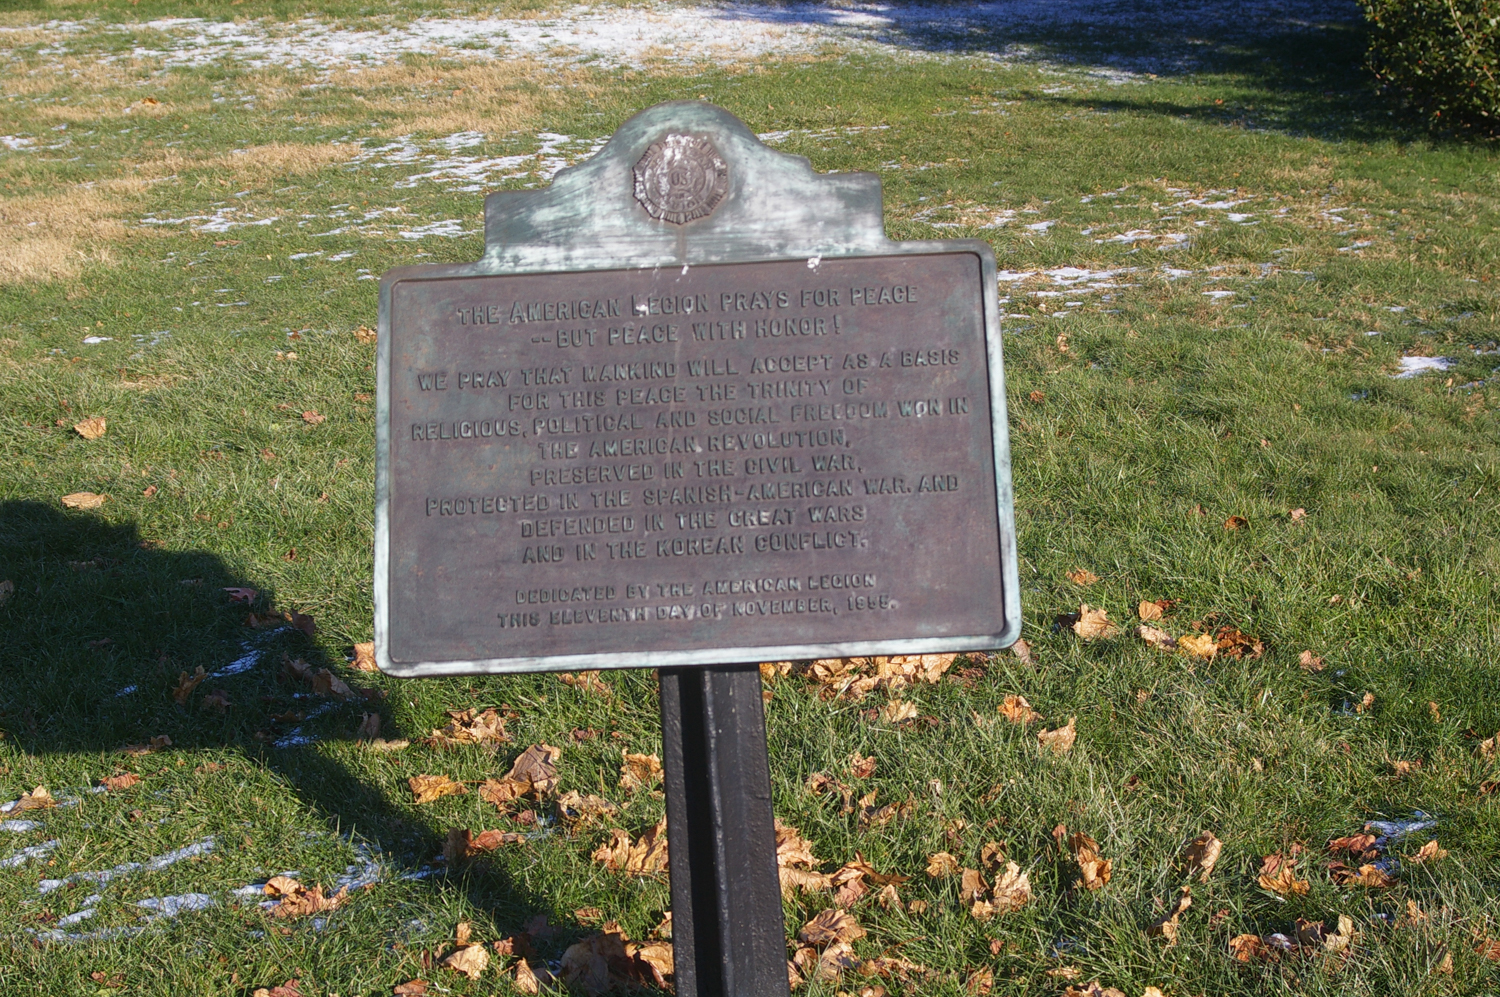 THE AMERICAN LEGION PRAYS FOR PEACE
--BUT PEACE WITH HONOR!
WE PRAY THAT MANKIND WILL ACCEPT AS A BASIS
FOR THIS PEACE THE TRINITY OF
RELIGIOUS, POLITICAL AND SOCIAL FREEDOM WON IN
THE AMERICAN REVOLUTION,
PRESERVED IN THE CIVIL WAR,
PROTECTED IN THE SPANISH-AMERICAN WAR, AND
DEFENDED IN THE GREAT WARS
AND IN THE KOREAN CONFLICT.
DEDICATED BY THE AMERICAN LEGION
THIS ELEVENTH DAY OF NOVEMBER, 1955.